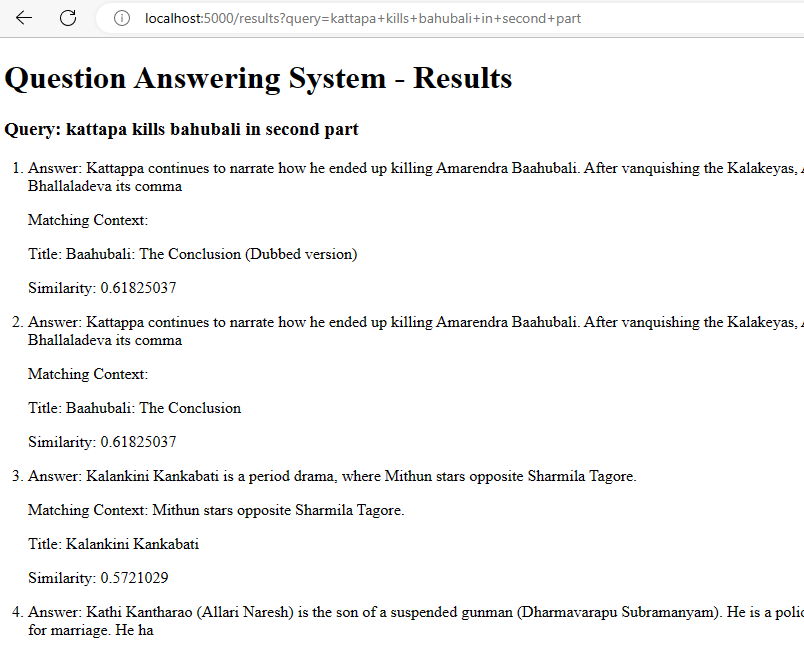 localhost:5000/results?query=kattapa+kills+bahubali+in+second+part
Question Answering System - Results
Query: kattapa kills bahubali in second part
1. Answer: Kattappa continues to narrate how he ended up killing Amarendra Baahubali. After vanquishing the Kalakeyas,
Bhallaladeva its comma
Matching Context:
Title: Baahubali: The Conclusion (Dubbed version)
Similarity: 0.61825037
2. Answer: Kattappa continues to narrate how he ended up killing Amarendra Baahubali. After vanquishing the Kalakeyas,
Bhallaladeva its comma
Matching Context:
Title: Baahubali: The Conclusion
Similarity: 0.61825037
3. Answer: Kalankini Kankabati is a period drama, where Mithun stars opposite Sharmila Tagore.
Matching Context: Mithun stars opposite Sharmila Tagore.
Title: Kalankini Kankabati
Similarity: 0.5721029
4. Answer: Kathi Kantharao (Allari Naresh) is the son of a suspended gunman (Dharmavarapu Subramanyam). He is a
for marriage. He ha